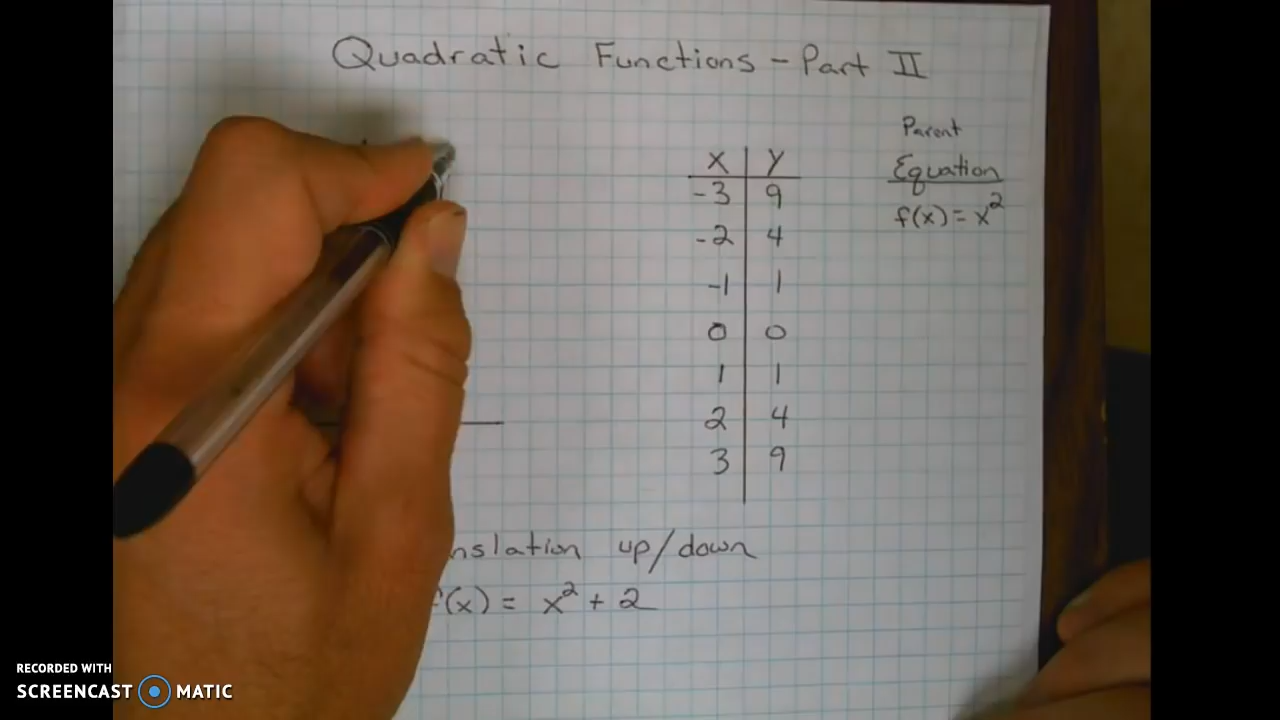 Quadratic Functions - Part II
Parent
Equation
f(x) = x²
X Y
-3 9
-2 4
-1 1
0 0
1 1
2 4
3 9
up/down
f(x) = x² + 2
RECORDED WITH
SCREENCAST MATIC